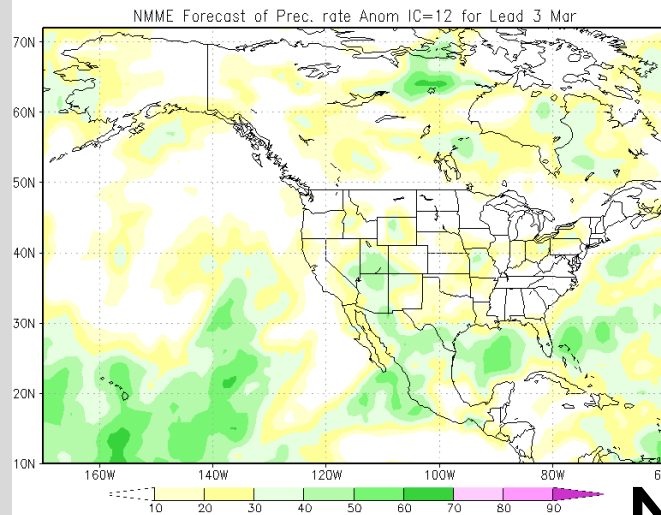 NMME Forecast of Prec. rate Anom IC=12 for Lead 3 Mar
70N
60N
50N
40N
30N
20N
10N
160W 140W 120W 100W 80W 6
10 20 30 40 50 60 70 80 90
N